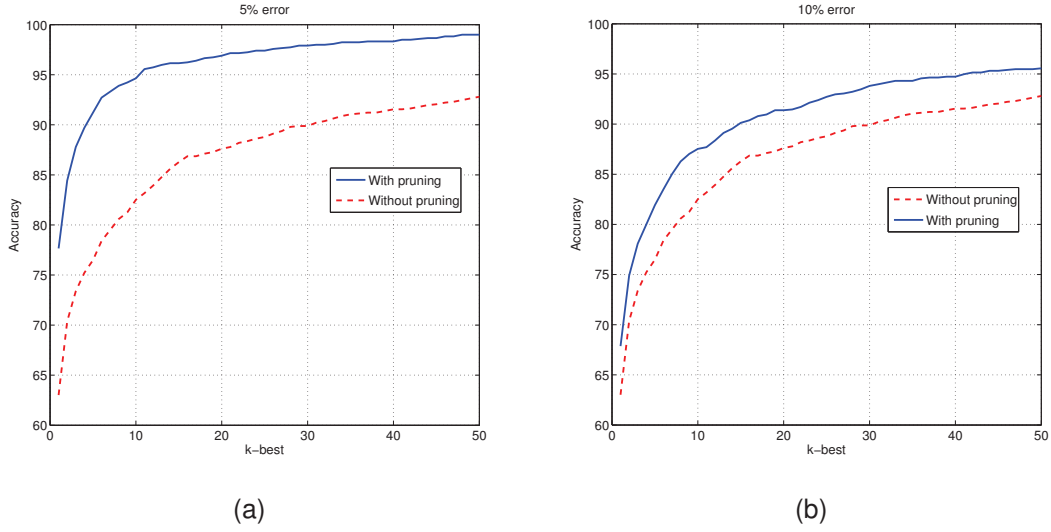 5% error
100
95
90
85
80
75
70
65
60
Accuracy
With pruning
Without pruning
0 10 20 30 40 50
k-best
(a)
10% error
100
95
90
85
80
75
70
65
60
Accuracy
Without pruning
With pruning
0 10 20 30 40 50
k-best
(b)